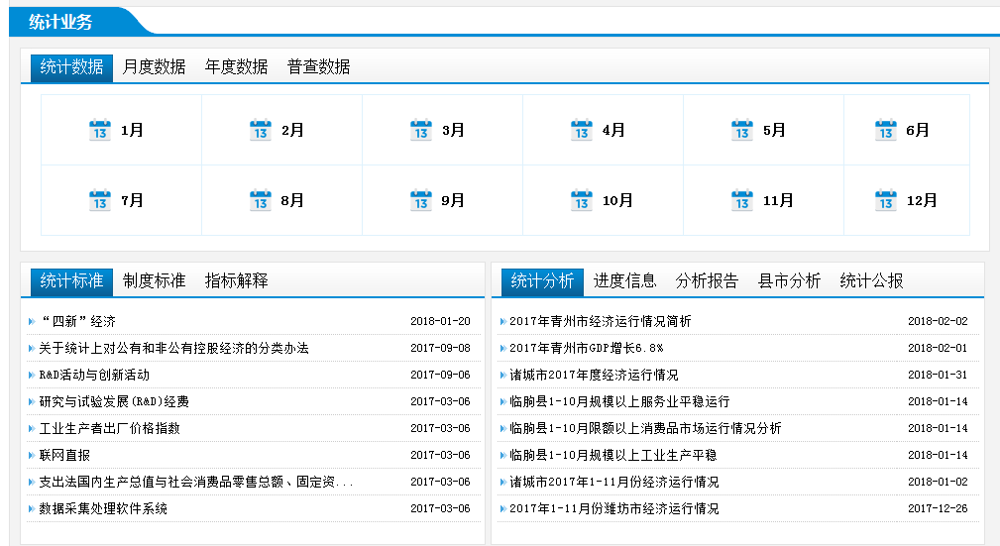 统计业务
统计数据 月度数据 年度数据 普查数据
13 1月 13 2月 13 3月 13 4月 13 5月 13 6月
13 7月 13 8月 13 9月 13 10月 13 11月 13 12月
统计标准 制度标准 指标解释
“四新”经济 2018-01-20
关于统计上对公有和非公有控股经济的分类办法 2017-09-08
R&D活动与创新活动 2017-09-06
研究与试验发展(R&D)经费 2017-03-06
工业生产者出厂价格指数 2017-03-06
联网直报 2017-03-06
支出法国内生产总值与社会消费品零售总额、固定资... 2017-03-06
数据采集处理软件系统 2017-03-06
统计分析 进度信息 分析报告 县市分析 统计公报
2017年青州市经济运行情况简析 2018-02-02
2017年青州市GDP增长6.8% 2018-02-01
诸城市2017年度经济运行情况 2018-01-31
临朐县1-10月规模以上服务业平稳运行 2018-01-14
临朐县1-10月限额以上消费品市场运行情况分析 2018-01-14
临朐县1-10月规模以上工业生产平稳 2018-01-14
诸城市2017年1-11月份经济运行情况 2018-01-02
2017年1-11月份潍坊市经济运行情况 2017-12-26